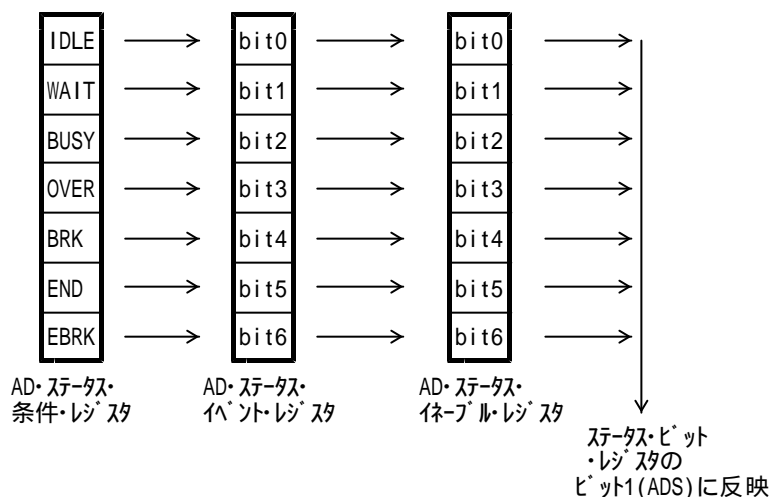 IDLE bit0 bit0
WAIT bit1 bit1
BUSY bit2 bit2
OVER bit3 bit3
BRK bit4 bit4
END bit5 bit5
EBRK bit6 bit6
AD・ステータス・
条件・レジスタ
AD・ステータス・
イベント・レジスタ
AD・ステータス・
イネーブル・レジスタ
ステータス・ビット
・レジスタの
ビット1(ADS)に反映